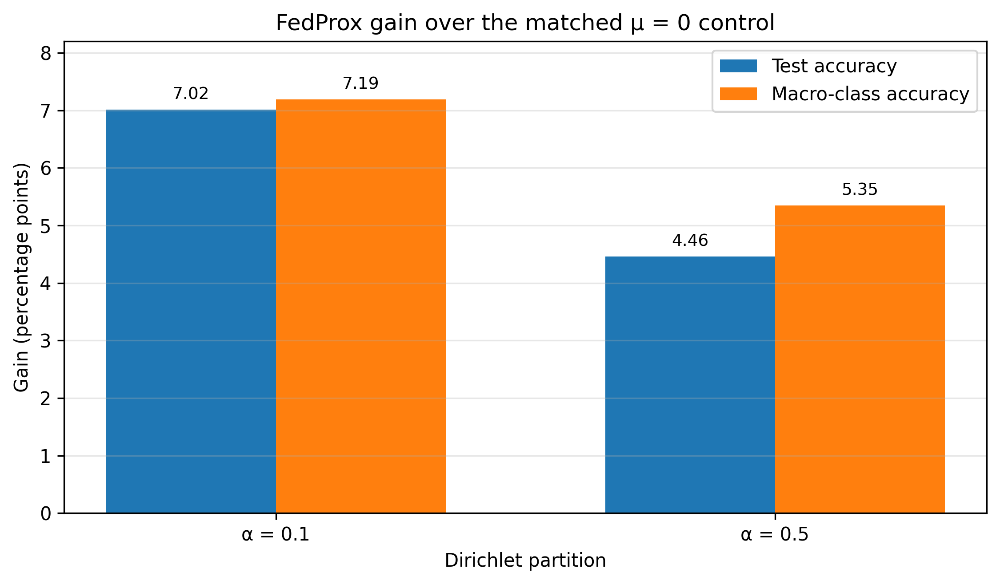 FedProx gain over the matched μ = 0 control
Gain (percentage points)
8
7
6
5
4
3
2
1
0
Test accuracy
Macro-class accuracy
7.02
7.19
4.46
5.35
α = 0.1
α = 0.5
Dirichlet partition